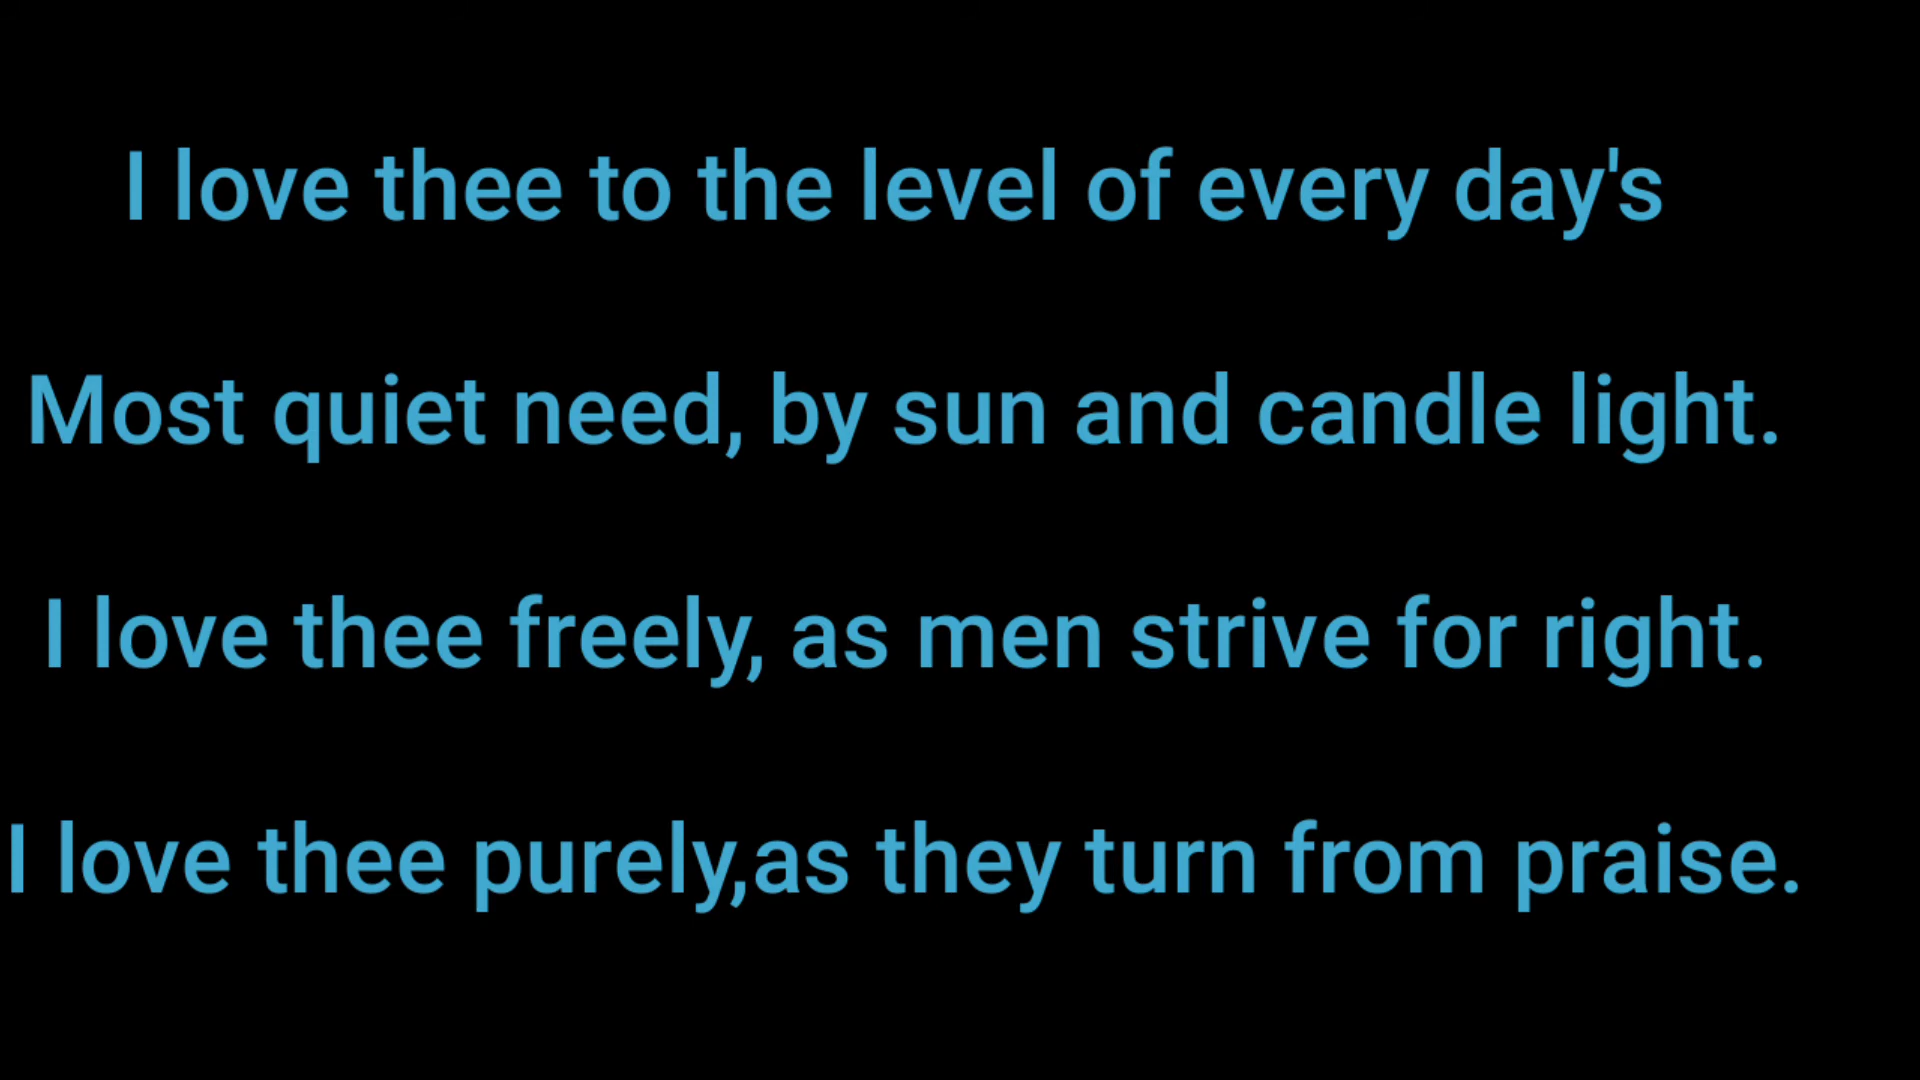 I love thee to the level of every day's
Most quiet need, by sun and candle light.
I love thee freely, as men strive for right.
I love thee purely,as they turn from praise.